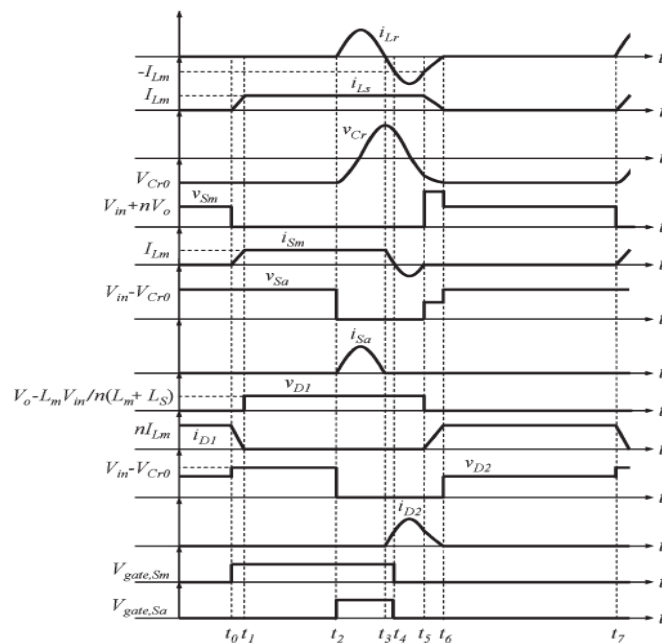 i_Lr
t
-I_Lm
I_Lm
i_Ls
t
v_Cr
t
V_Cr0
v_Sm
V_in+nV_o
t
I_Lm
i_Sm
t
V_in-V_Cr0
v_Sa
t
i_Sa
t
V_o-L_mV_in/n(L_m+ L_S)
v_D1
t
nI_Lm
i_D1
t
V_in-V_Cr0
v_D2
t
i_D2
t
V_gate,Sm
t
V_gate,Sa
t
t_0 t_1 t_2 t_3 t_4 t_5 t_6 t_7